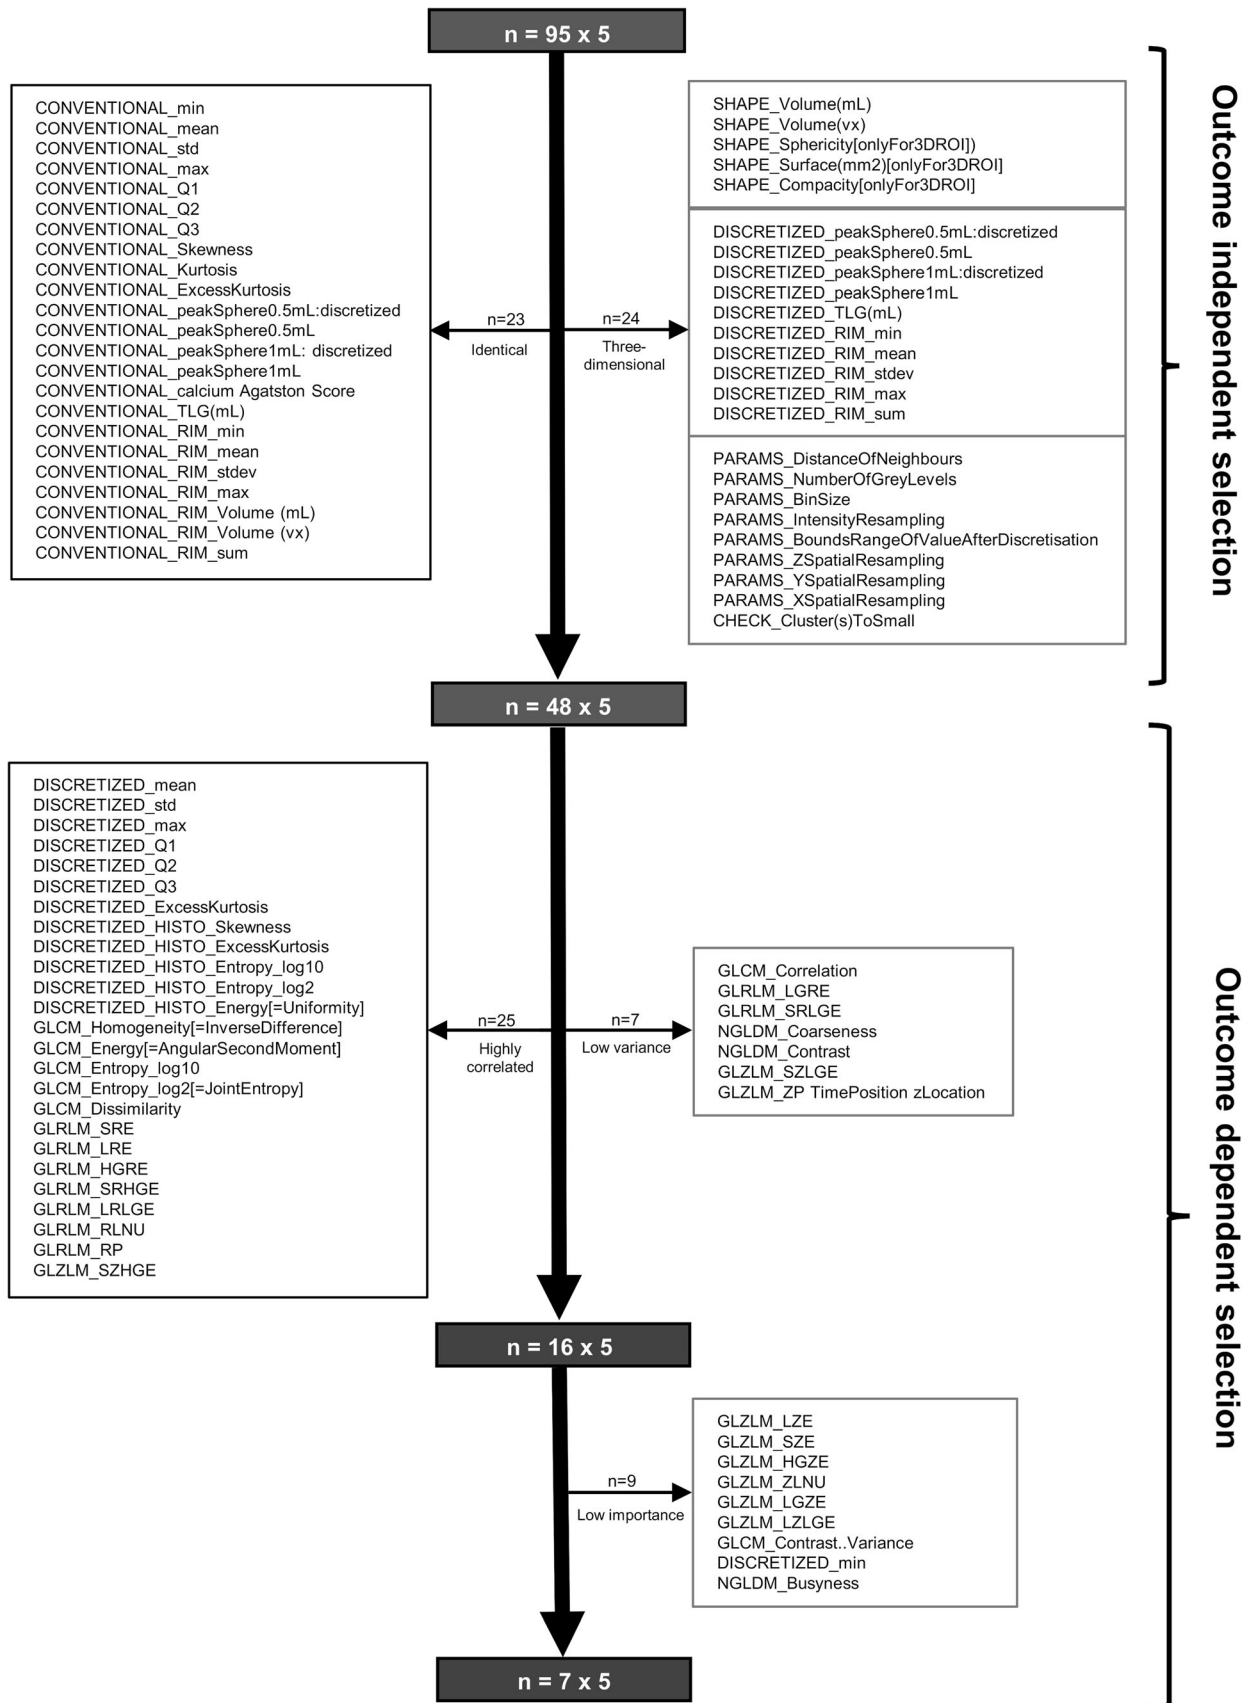 n = 95 x 5
CONVENTIONAL_min
CONVENTIONAL_mean
CONVENTIONAL_std
CONVENTIONAL_max
CONVENTIONAL_Q1
CONVENTIONAL_Q2
CONVENTIONAL_Q3
CONVENTIONAL_Skewness
CONVENTIONAL_Kurtosis
CONVENTIONAL_ExcessKurtosis
CONVENTIONAL_peakSphere0.5mL:discretized
CONVENTIONAL_peakSphere0.5mL
CONVENTIONAL_peakSphere1mL: discretized
CONVENTIONAL_peakSphere1mL
CONVENTIONAL_calcium Agatston Score
CONVENTIONAL_TLG(mL)
CONVENTIONAL_RIM_min
CONVENTIONAL_RIM_mean
CONVENTIONAL_RIM_stdev
CONVENTIONAL_RIM_max
CONVENTIONAL_RIM_Volume (mL)
CONVENTIONAL_RIM_Volume (vx)
CONVENTIONAL_RIM_sum
n=23
Identical
n=24
Three-
dimensional
SHAPE_Volume(mL)
SHAPE_Volume(vx)
SHAPE_Sphericity[onlyFor3DROI])
SHAPE_Surface(mm2)[onlyFor3DROI]
SHAPE_Compacity[onlyFor3DROI]
DISCRETIZED_peakSphere0.5mL:discretized
DISCRETIZED_peakSphere0.5mL
DISCRETIZED_peakSphere1mL:discretized
DISCRETIZED_peakSphere1mL
DISCRETIZED_TLG(mL)
DISCRETIZED_RIM_min
DISCRETIZED_RIM_mean
DISCRETIZED_RIM_stdev
DISCRETIZED_RIM_max
DISCRETIZED_RIM_sum
PARAMS_DistanceOfNeighbours
PARAMS_NumberOfGreyLevels
PARAMS_BinSize
PARAMS_IntensityResampling
PARAMS_BoundsRangeOfValueAfterDiscretisation
PARAMS_ZSpatialResampling
PARAMS_YSpatialResampling
PARAMS_XSpatialResampling
CHECK_Cluster(s)ToSmall
Outcome independent selection
n = 48 x 5
DISCRETIZED_mean
DISCRETIZED_std
DISCRETIZED_max
DISCRETIZED_Q1
DISCRETIZED_Q2
DISCRETIZED_Q3
DISCRETIZED_ExcessKurtosis
DISCRETIZED_HISTO_Skewness
DISCRETIZED_HISTO_ExcessKurtosis
DISCRETIZED_HISTO_Entropy_log10
DISCRETIZED_HISTO_Entropy_log2
DISCRETIZED_HISTO_Energy[=Uniformity]
GLCM_Homogeneity[=InverseDifference]
GLCM_Energy[=AngularSecondMoment]
GLCM_Entropy_log10
GLCM_Entropy_log2[=JointEntropy]
GLCM_Dissimilarity
GLRLM_SRE
GLRLM_LRE
GLRLM_HGRE
GLRLM_SRHGE
GLRLM_LRLGE
GLRLM_RLNU
GLRLM_RP
GLZLM_SZHGE
n=25
Highly
correlated
n=7
Low variance
GLCM_Correlation
GLRLM_LGRE
GLRLM_SRLGE
NGLDM_Coarseness
NGLDM_Contrast
GLZLM_SZLGE
GLZLM_ZP TimePosition zLocation
Outcome dependent selection
n = 16 x 5
n=9
Low importance
GLZLM_LZE
GLZLM_SZE
GLZLM_HGZE
GLZLM_ZLNU
GLZLM_LGZE
GLZLM_LZLGE
GLCM_Contrast..Variance
DISCRETIZED_min
NGLDM_Busyness
n = 7 x 5